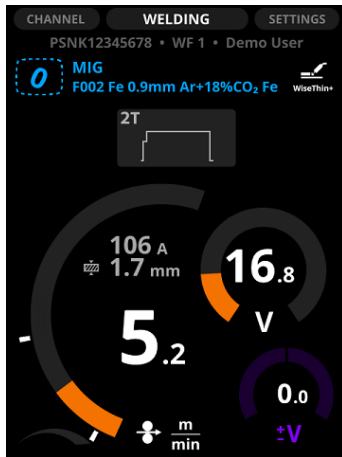 CHANNEL WELDING SETTINGS
PSNK12345678 • WF 1 • Demo User
0 MIG
F002 Fe 0.9mm Ar+18%CO₂ Fe
WiseThin+
2T
106 A
1.7 mm
16.8
V
5.2
m
min
0.0
±V